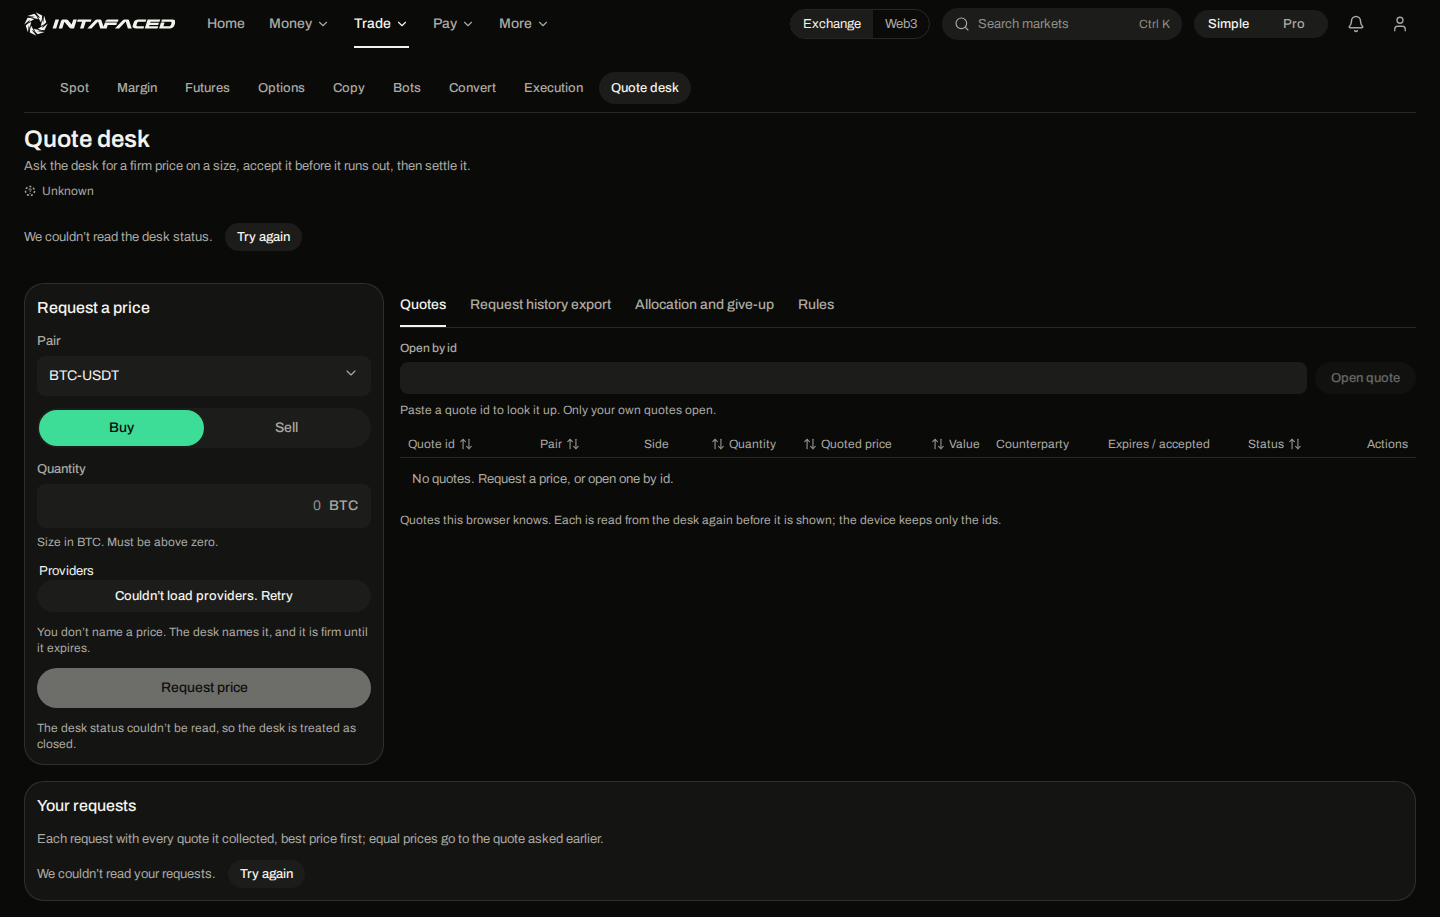 INTAFACED
Home Money Trade Pay More Exchange Web3 Search markets Ctrl K Simple Pro
Spot Margin Futures Options Copy Bots Convert Execution Quote desk
Quote desk
Ask the desk for a firm price on a size, accept it before it runs out, then settle it.
Unknown
We couldn’t read the desk status. Try again
Request a price
Pair
BTC-USDT
Buy Sell
Quantity
0 BTC
Size in BTC. Must be above zero.
Providers
Couldn’t load providers. Retry
You don’t name a price. The desk names it, and it is firm until
it expires.
Request price
The desk status couldn’t be read, so the desk is treated as
closed.
Quotes Request history export Allocation and give-up Rules
Open by id
Open quote
Paste a quote id to look it up. Only your own quotes open.
Quote id Pair Side Quantity Quoted price Value Counterparty Expires / accepted Status Actions
No quotes. Request a price, or open one by id.
Quotes this browser knows. Each is read from the desk again before it is shown; the device keeps only the ids.
Your requests
Each request with every quote it collected, best price first; equal prices go to the quote asked earlier.
We couldn’t read your requests. Try again